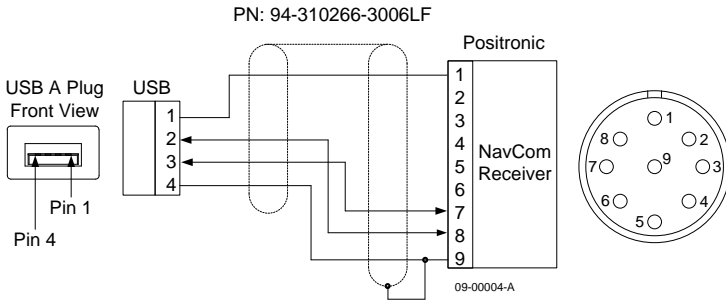 PN: 94-310266-3006LF
USB A Plug
Front View
Pin 1
Pin 4
USB
1
2
3
4
Positronic
1
2
3
4
5
6
7
8
9
NavCom
Receiver
09-00004-A
1
2
3
4
5
6
7
8
9